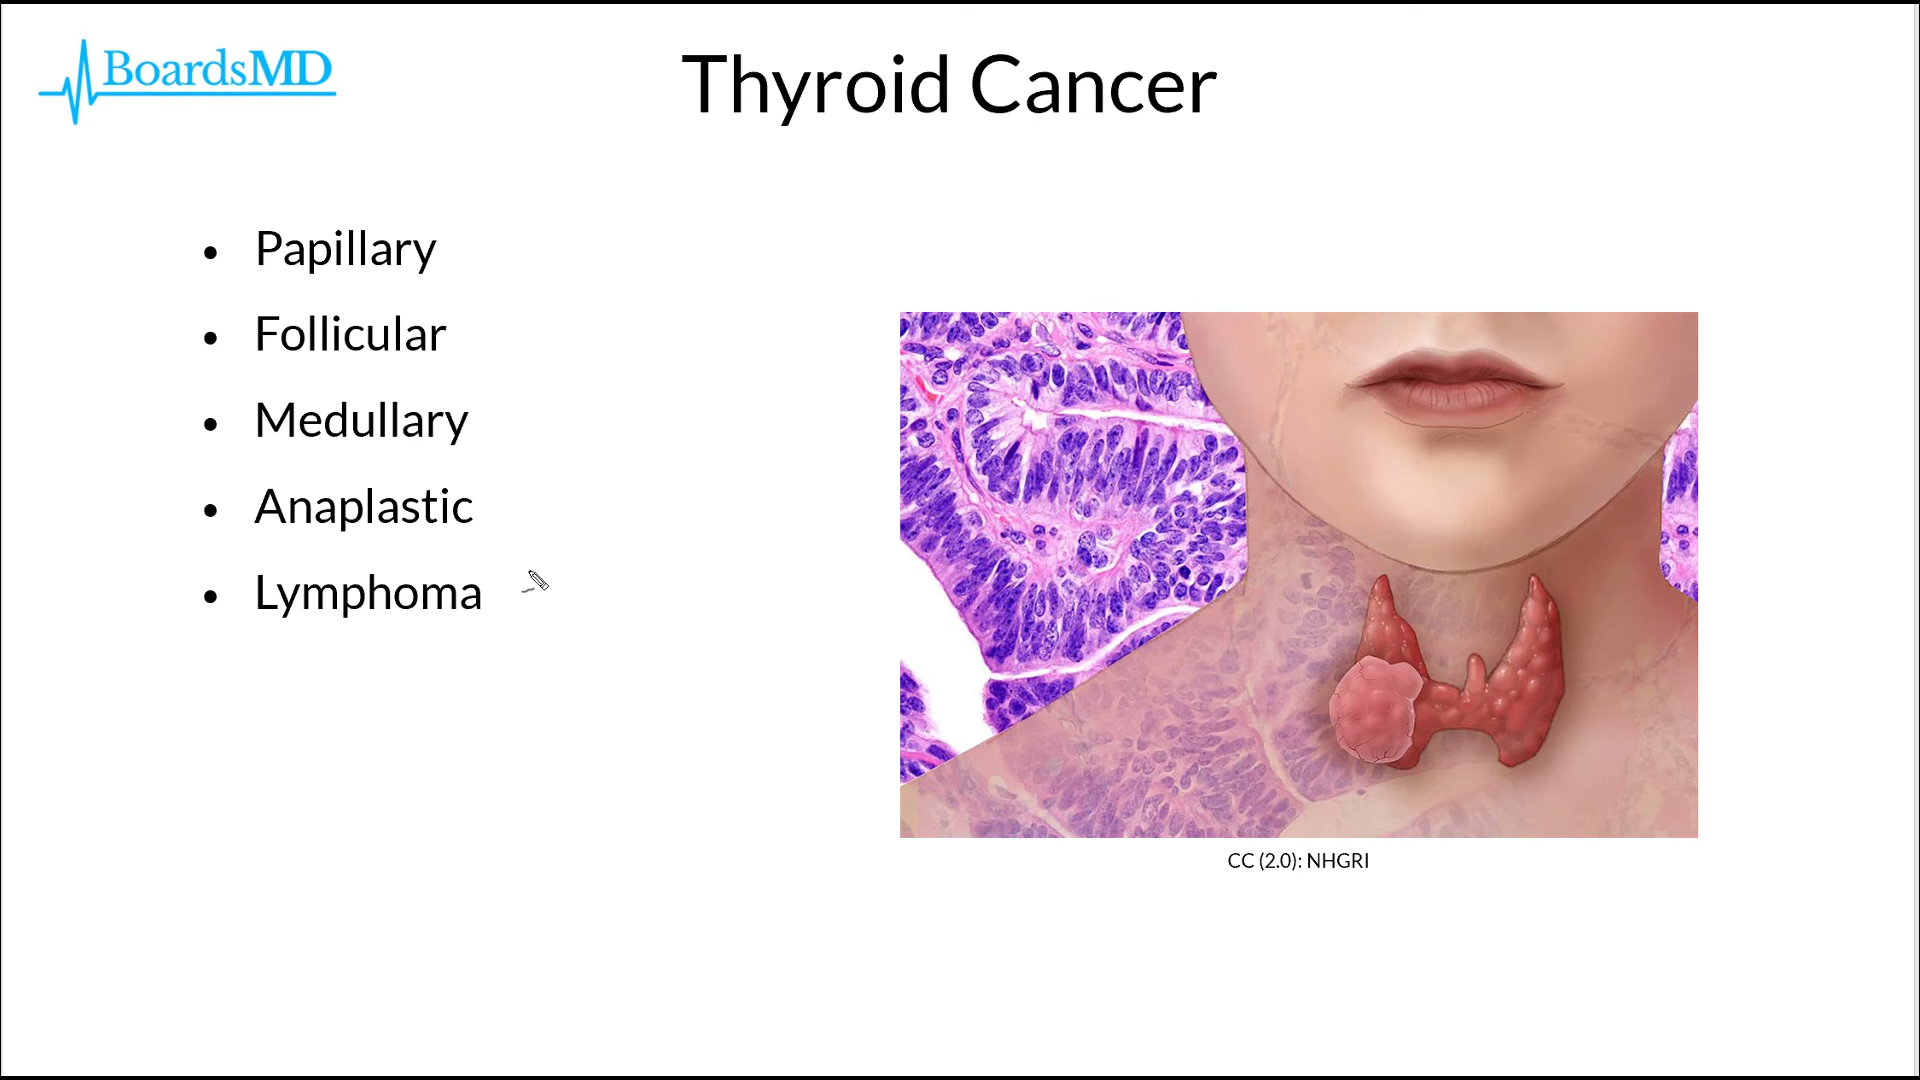 BoardsMD
Thyroid Cancer
• Papillary
• Follicular
• Medullary
• Anaplastic
• Lymphoma
CC (2.0): NHGRI